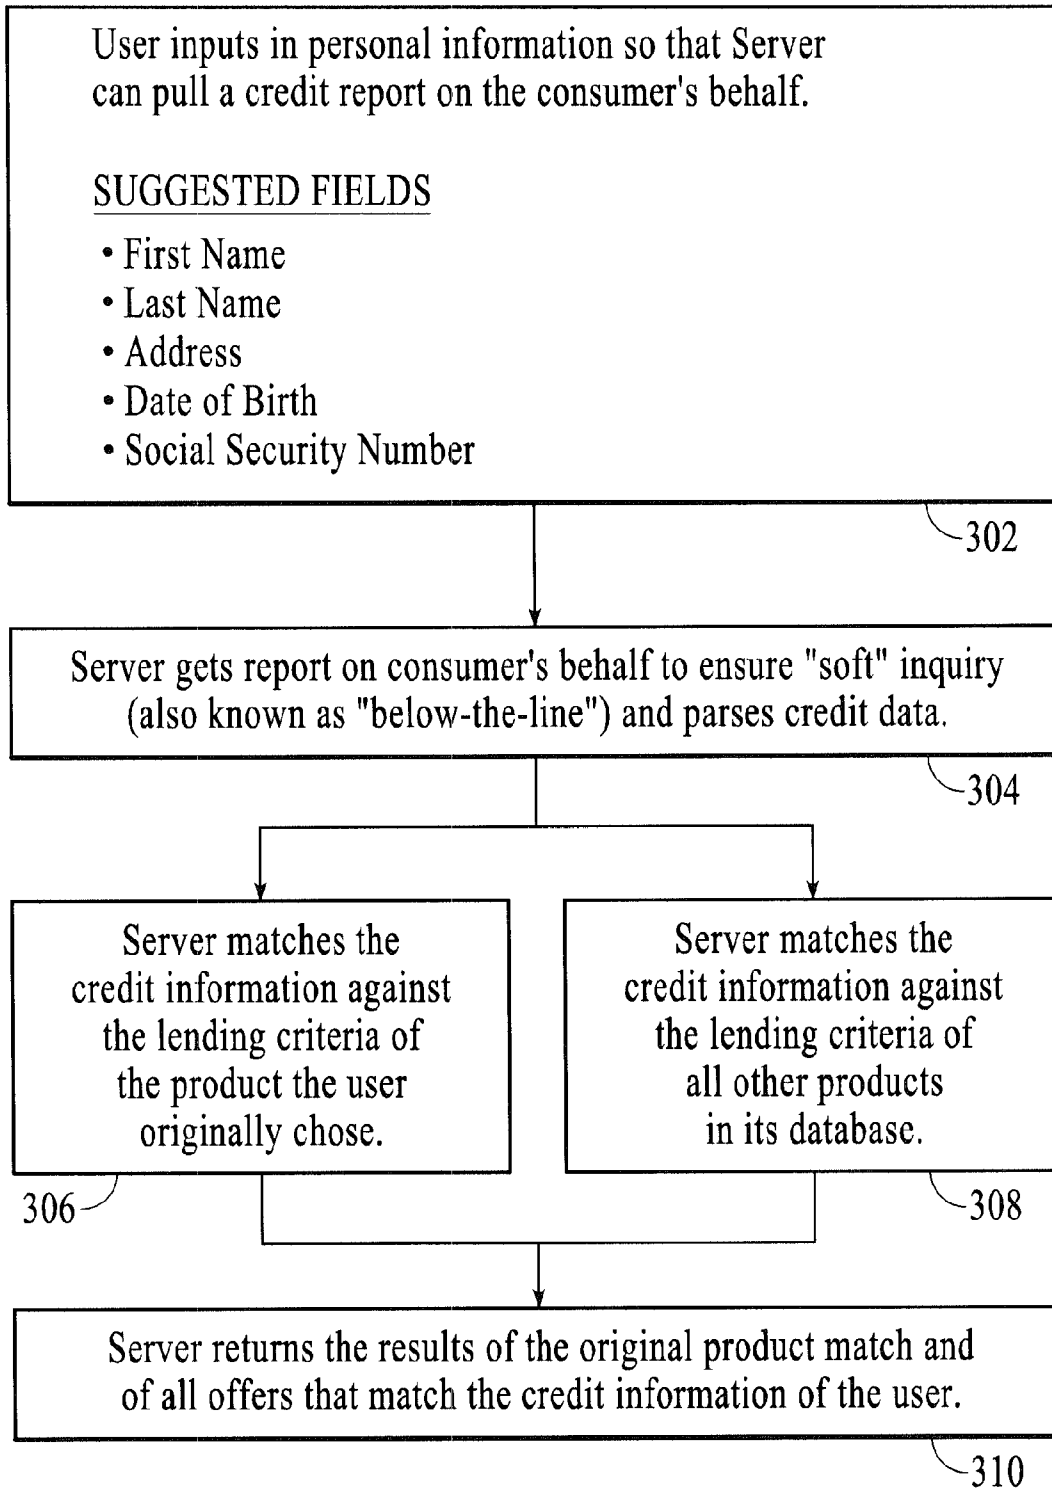 User inputs in personal information so that Server
can pull a credit report on the consumer's behalf.
SUGGESTED FIELDS
• First Name
• Last Name
• Address
• Date of Birth
• Social Security Number
302
Server gets report on consumer's behalf to ensure "soft" inquiry
(also known as "below-the-line") and parses credit data.
304
Server matches the
credit information against
the lending criteria of
the product the user
originally chose.
306
Server matches the
credit information against
the lending criteria of
all other products
in its database.
308
Server returns the results of the original product match and
of all offers that match the credit information of the user.
310